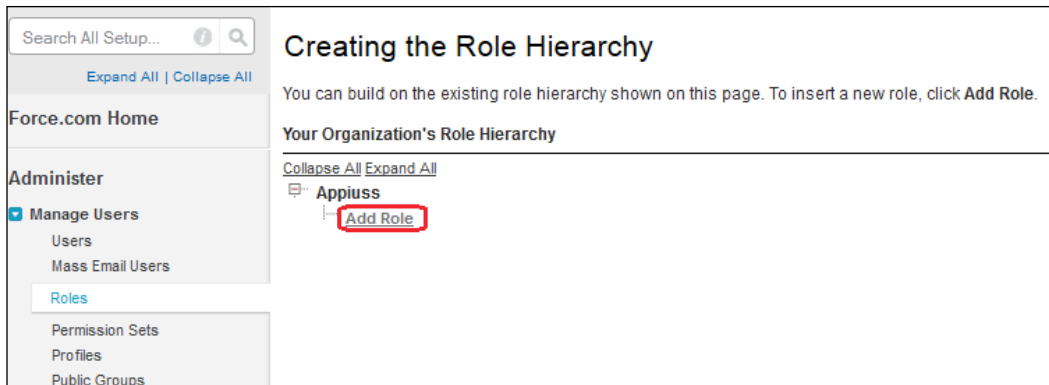 Search All Setup...
Expand All | Collapse All
Force.com Home
Administer
Manage Users
Users
Mass Email Users
Roles
Permission Sets
Profiles
Public Groups
Creating the Role Hierarchy
You can build on the existing role hierarchy shown on this page. To insert a new role, click Add Role.
Your Organization's Role Hierarchy
Collapse All Expand All
Appiuss
Add Role